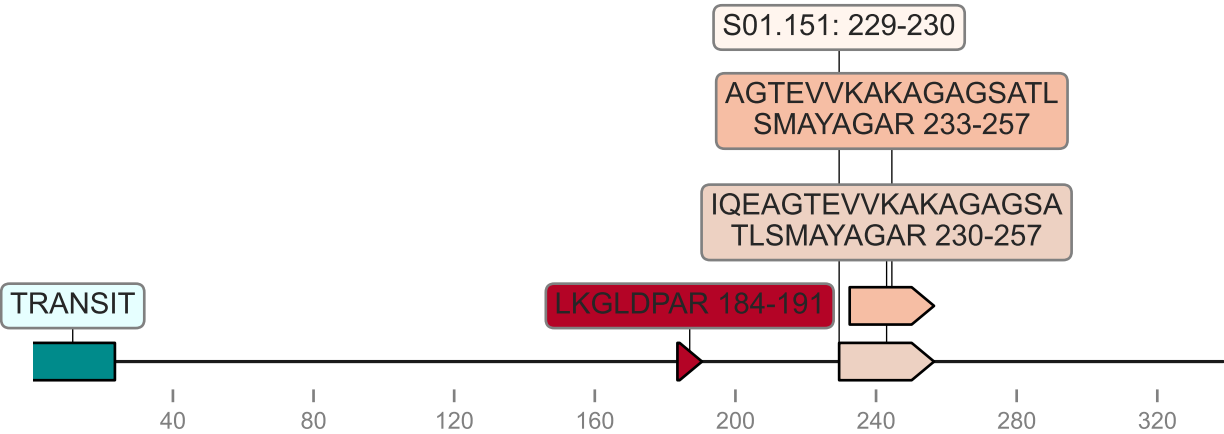 S01.151: 229-230
AGTEVVKAKAGAGSATL
SMAYAGAR 233-257
IQEAGTEVVKAKAGAGSA
TLSMAYAGAR 230-257
TRANSIT
LKGLDPAR 184-191
40 80 120 160 200 240 280 320